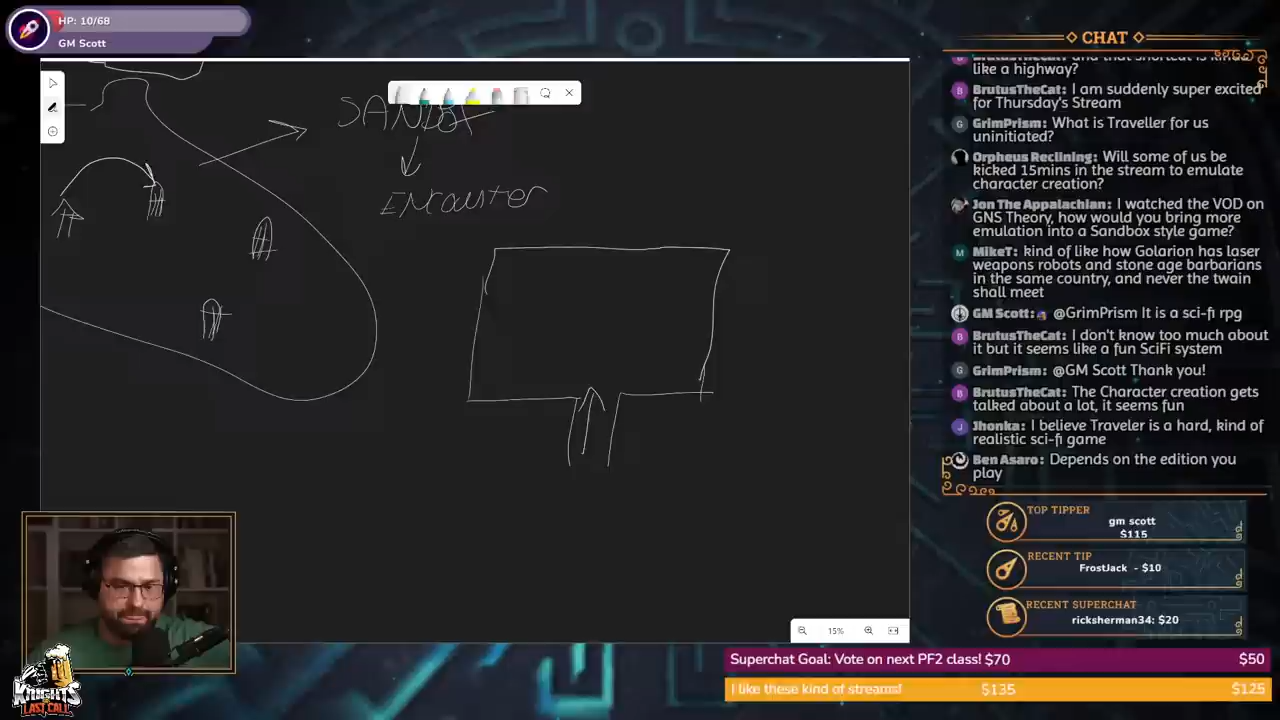 HP: 10/68
GM Scott
SANDBOX
ENcounter
15%
CHAT
like a highway?
BrutusTheCat: I am suddenly super excited
for Thursday's Stream
GrimPrism: What is Traveller for us
uninitiated?
Orpheus Reclining: Will some of us be
kicked 15mins in the stream to emulate
character creation?
Jon The Appalachian: I watched the VOD on
GNS Theory, how would you bring more
emulation into a Sandbox style game?
MikeT: kind of like how Golarion has laser
weapons robots and stone age barbarians
in the same country, and never the twain
shall meet
GM Scott: @GrimPrism It is a sci-fi rpg
BrutusTheCat: I don't know too much about
it but it seems like a fun SciFi system
GrimPrism: @GM Scott Thank you!
BrutusTheCat: The Character creation gets
talked about a lot, it seems fun
Jhonka: I believe Traveler is a hard, kind of
realistic sci-fi game
Ben Asaro: Depends on the edition you
play
TOP TIPPER
gm scott
$115
RECENT TIP
FrostJack - $10
RECENT SUPERCHAT
ricksherman34: $20
Superchat Goal: Vote on next PF2 class! $70 $50
I like these kind of streams! $135 $125
KNIGHTS
OF LAST CALL